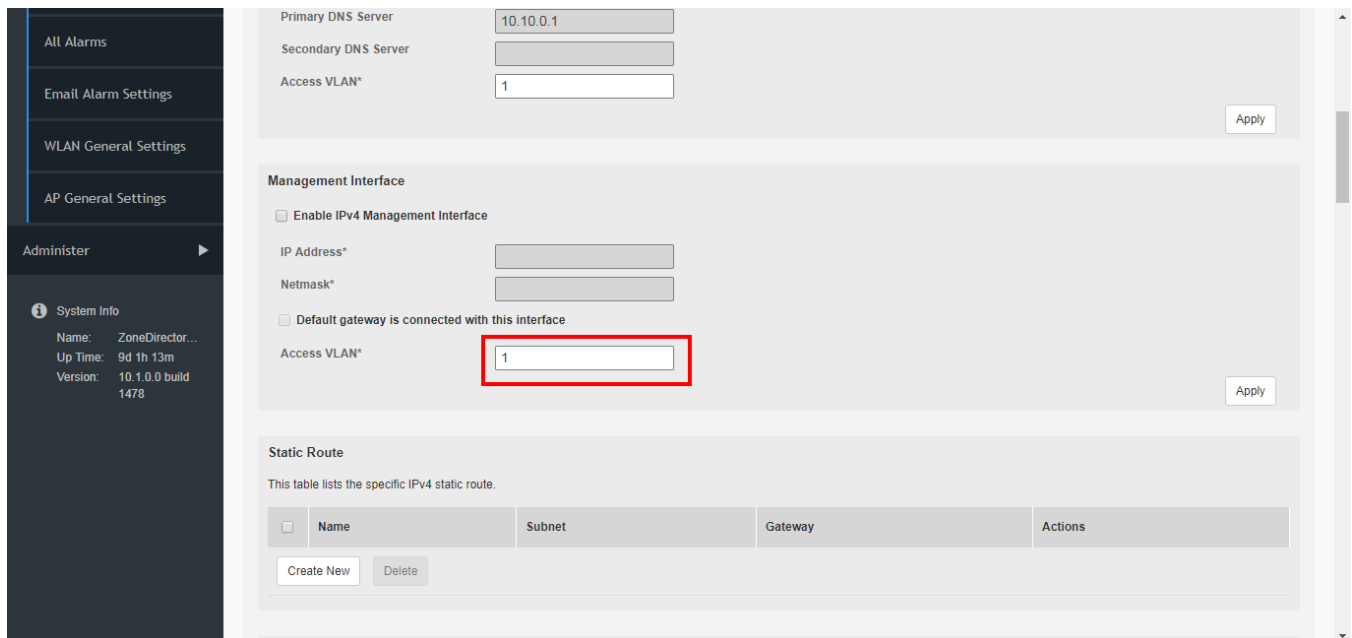 All Alarms
Email Alarm Settings
WLAN General Settings
AP General Settings
Administer
System Info
Name: ZoneDirector...
Up Time: 9d 1h 13m
Version: 10.1.0.0 build
1478
Primary DNS Server 10.10.0.1
Secondary DNS Server
Access VLAN* 1
Apply
Management Interface
Enable IPv4 Management Interface
IP Address*
Netmask*
Default gateway is connected with this interface
Access VLAN* 1
Apply
Static Route
This table lists the specific IPv4 static route.
Name Subnet Gateway Actions
Create New Delete